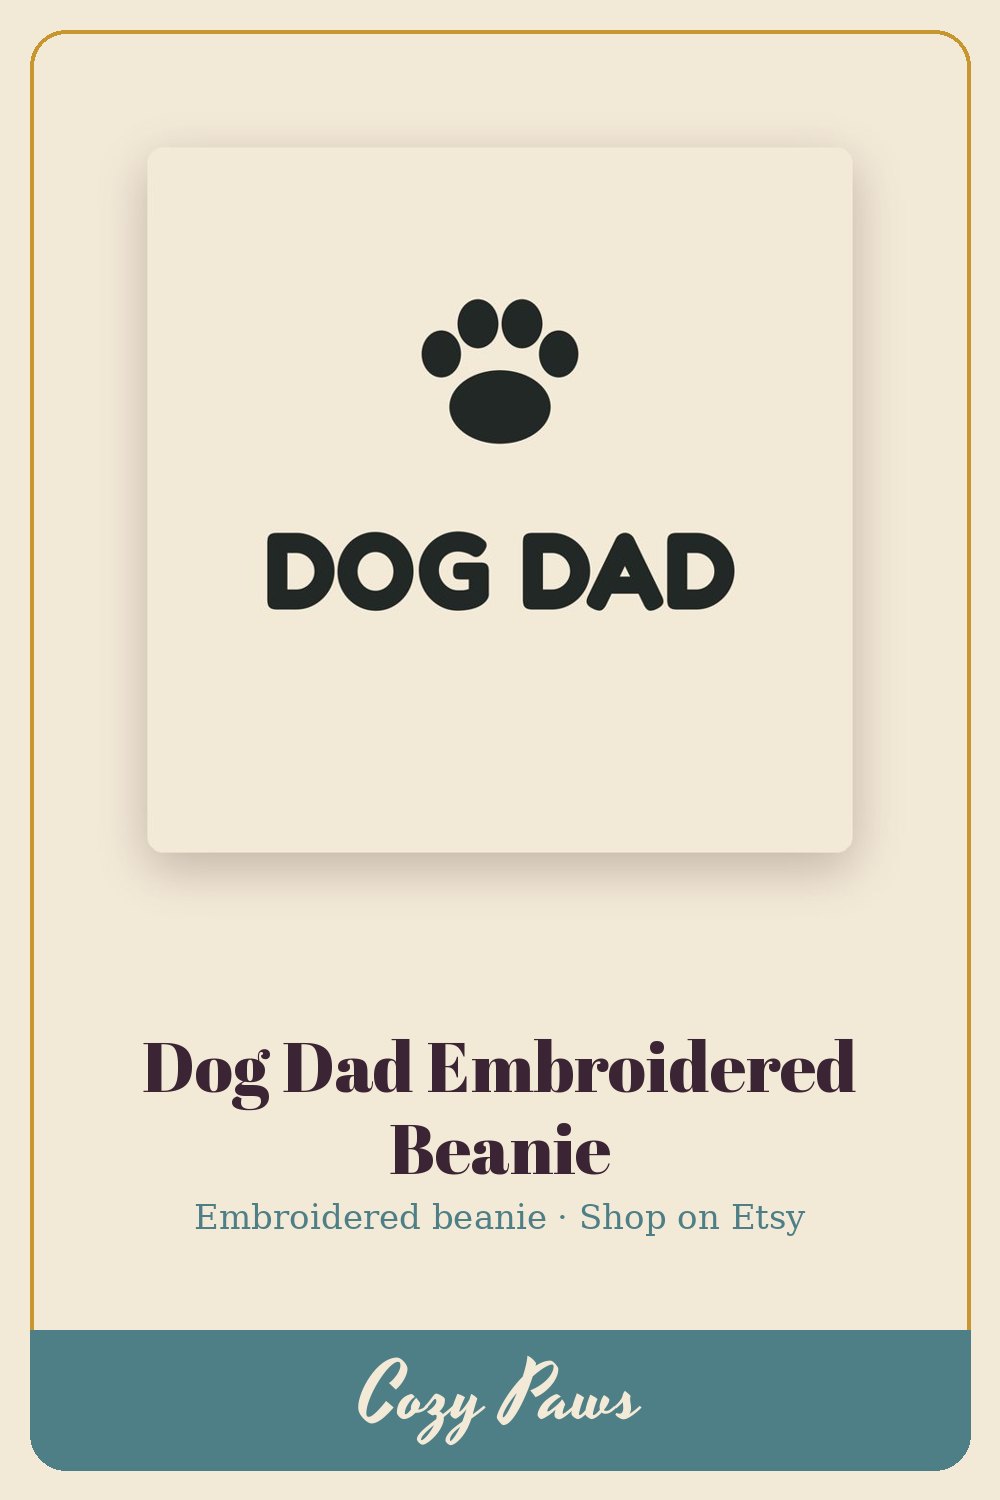 DOG DAD
Dog Dad Embroidered
Beanie
Embroidered beanie · Shop on Etsy
Cozy Paws